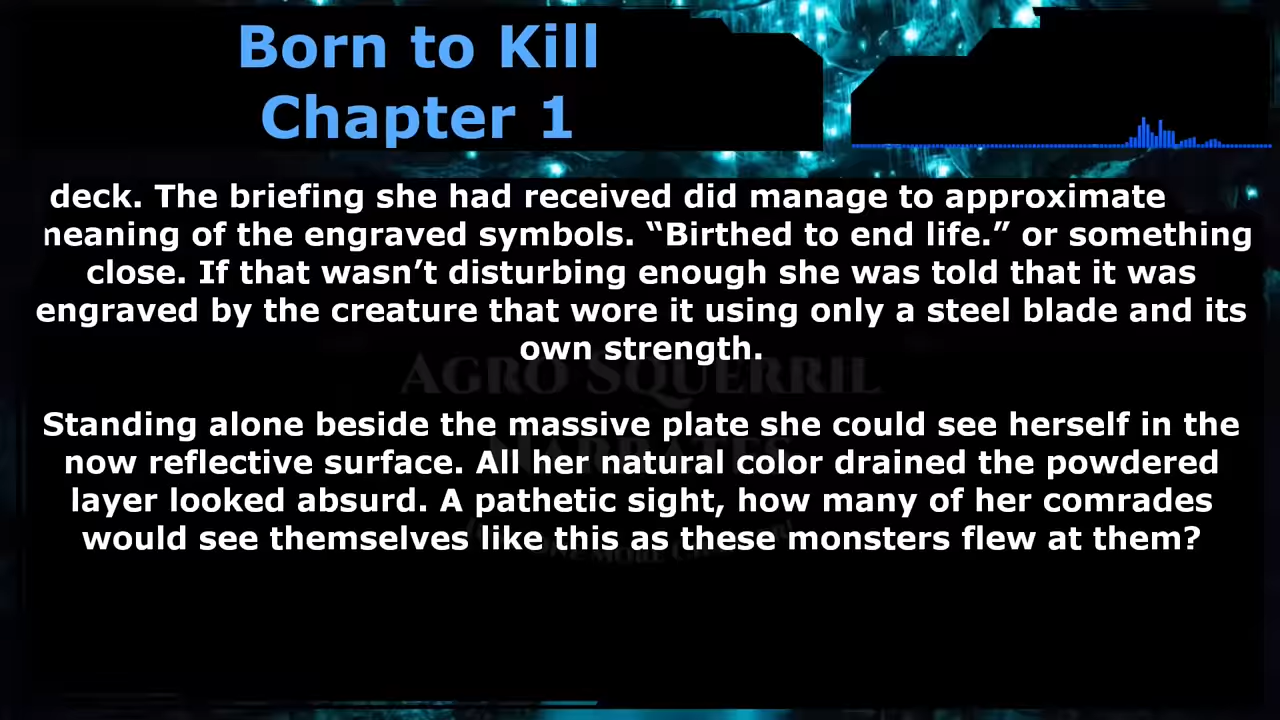 Born to Kill
Chapter 1
deck. The briefing she had received did manage to approximate
meaning of the engraved symbols. “Birthed to end life.” or something
close. If that wasn’t disturbing enough she was told that it was
engraved by the creature that wore it using only a steel blade and its
own strength.
Standing alone beside the massive plate she could see herself in the
now reflective surface. All her natural color drained the powdered
layer looked absurd. A pathetic sight, how many of her comrades
would see themselves like this as these monsters flew at them?
Agro Squerril
Narrates